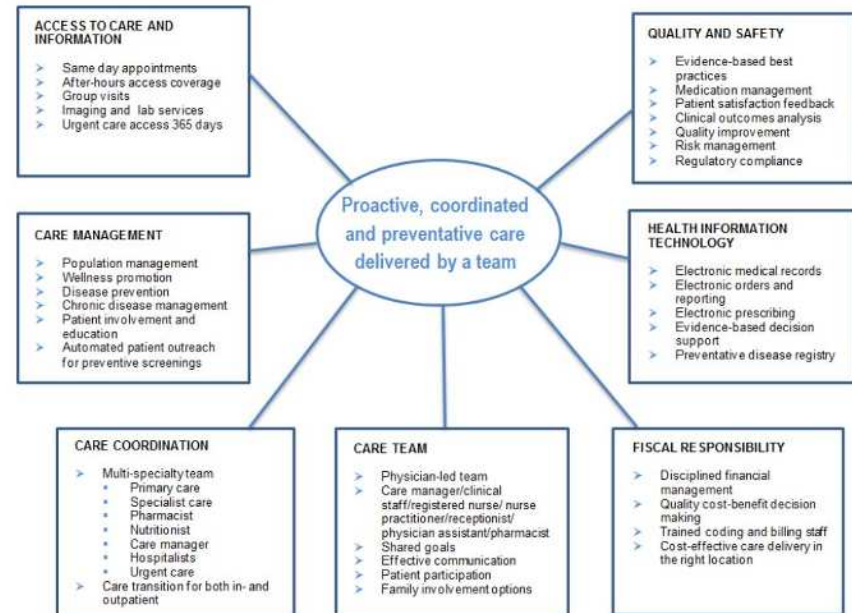 ACCESS TO CARE AND
INFORMATION
➤ Same day appointments
➤ After-hours access coverage
➤ Group visits
➤ Imaging and lab services
➤ Urgent care access 365 days
QUALITY AND SAFETY
➤ Evidence-based best
practices
➤ Medication management
➤ Patient satisfaction feedback
➤ Clinical outcomes analysis
➤ Quality improvement
➤ Risk management
➤ Regulatory compliance
Proactive, coordinated
and preventative care
delivered by a team
CARE MANAGEMENT
➤ Population management
➤ Wellness promotion
➤ Disease prevention
➤ Chronic disease management
➤ Patient involvement and
education
➤ Automated patient outreach
for preventive screenings
HEALTH INFORMATION
TECHNOLOGY
➤ Electronic medical records
➤ Electronic orders and
reporting
➤ Electronic prescribing
➤ Evidence-based decision
support
➤ Preventative disease registry
CARE COORDINATION
➤ Multi-specialty team
• Primary care
• Specialist care
• Pharmacist
• Nutritionist
• Care manager
• Hospitalists
• Urgent care
➤ Care transition for both in- and
outpatient
CARE TEAM
➤ Physician-led team
➤ Care manager/clinical
staff/registered nurse/ nurse
practitioner/receptionist/
physician assistant/pharmacist
➤ Shared goals
➤ Effective communication
➤ Patient participation
➤ Family involvement options
FISCAL RESPONSIBILITY
➤ Disciplined financial
management
➤ Quality cost-benefit decision
making
➤ Trained coding and billing staff
➤ Cost-effective care delivery in
the right location